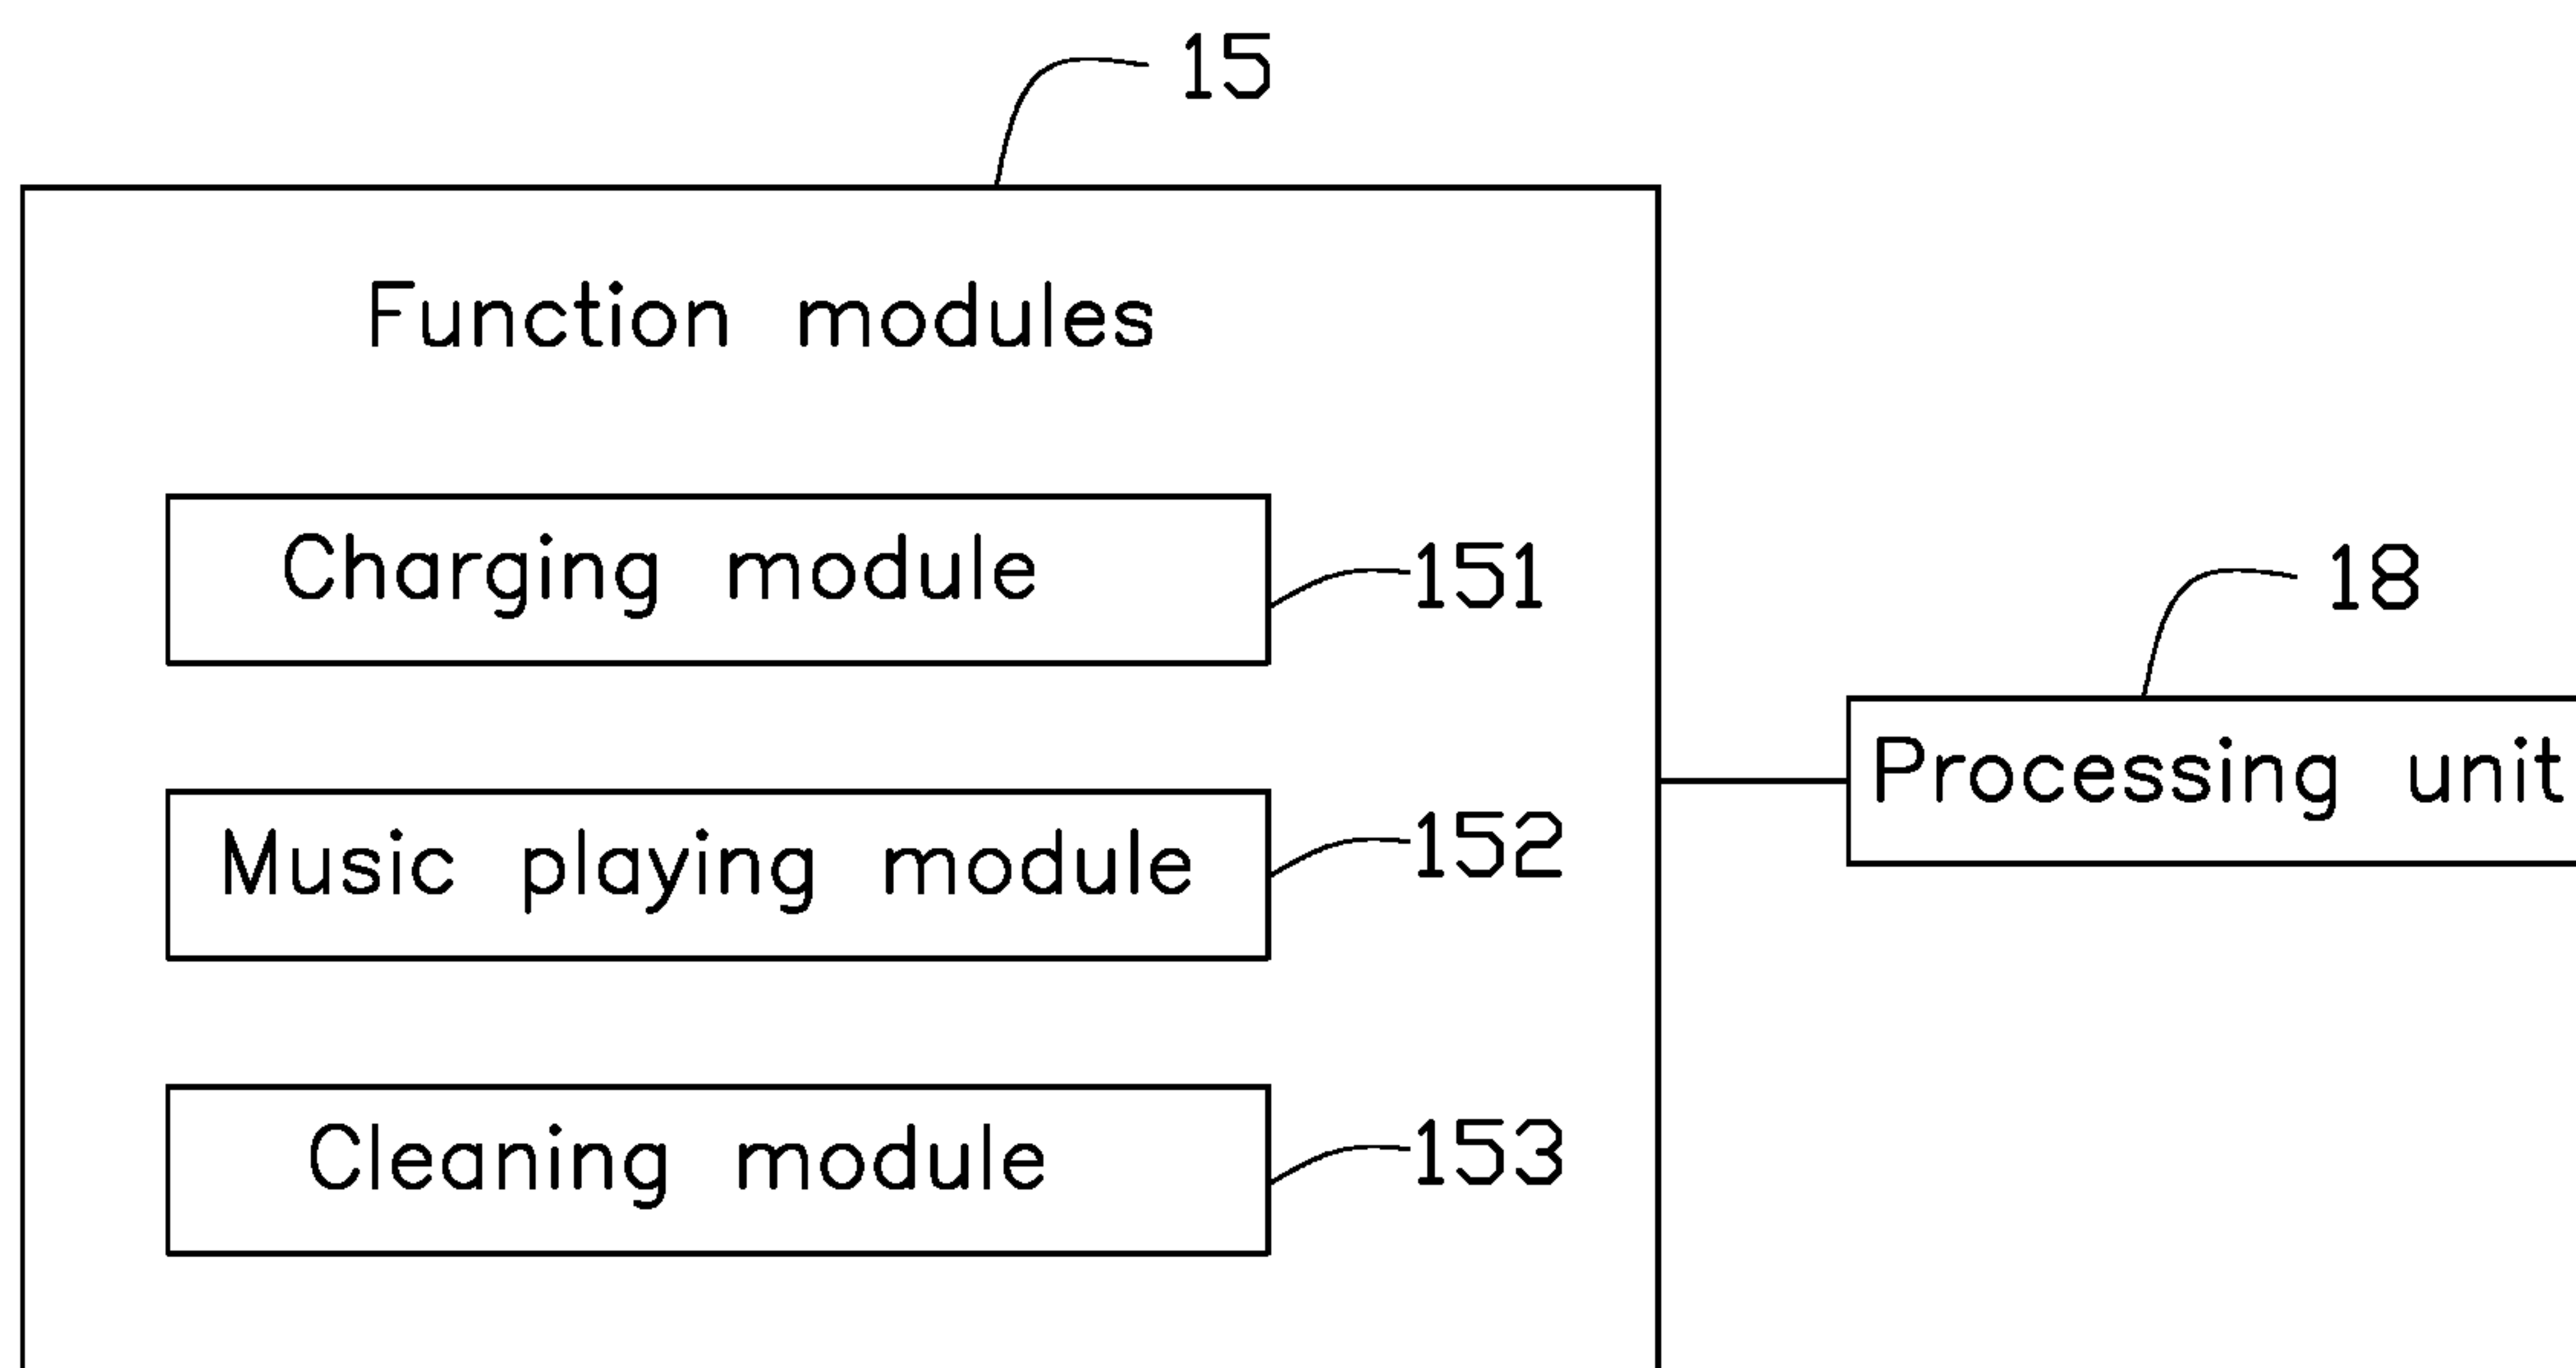 15
Function modules
Charging module
151
18
Processing unit
Music playing module
152
Cleaning module
153